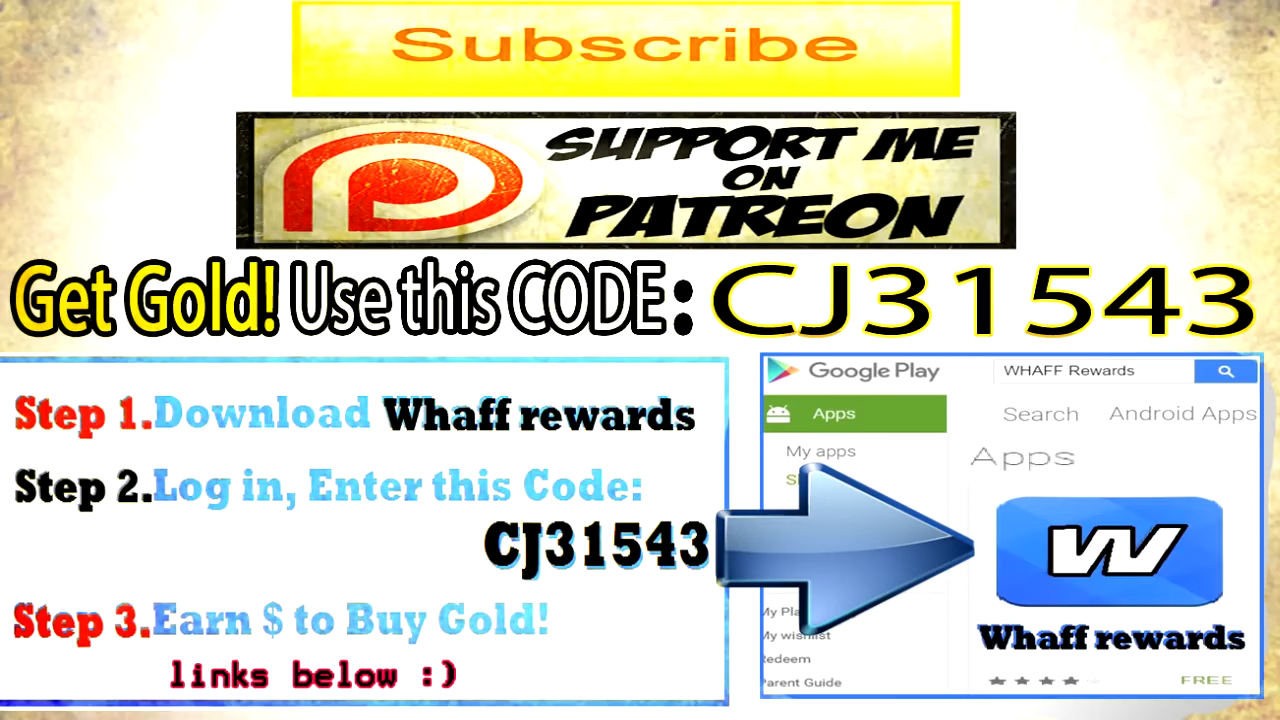 Subscribe
SUPPORT ME
ON
PATREON
Get Gold! Use this CODE: CJ31543
Step 1.Download Whaff rewards
Step 2.Log in, Enter this Code:
CJ31543
Step 3.Earn $ to Buy Gold!
links below :)
Google Play
WHAFF Rewards
Apps
Search
Android Apps
My apps
Apps
W
Whaff rewards
My wishlist
Redeem
Parent Guide
FREE